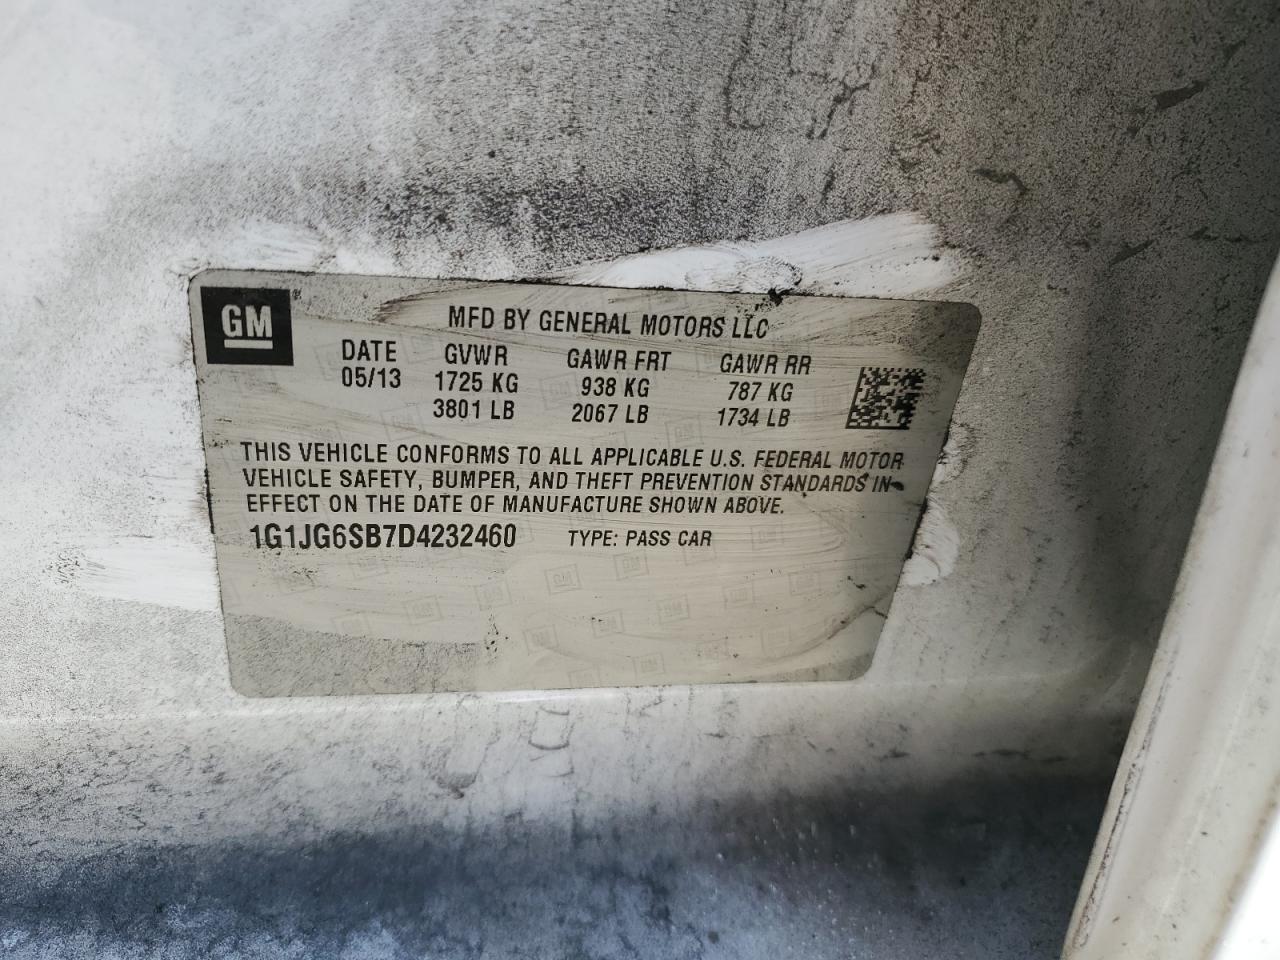 GM
MFD BY GENERAL MOTORS LLC
DATE GVWR GAWR FRT GAWR RR
05/13 1725 KG 938 KG 787 KG
3801 LB 2067 LB 1734 LB
THIS VEHICLE CONFORMS TO ALL APPLICABLE U.S. FEDERAL MOTOR
VEHICLE SAFETY, BUMPER, AND THEFT PREVENTION STANDARDS IN
EFFECT ON THE DATE OF MANUFACTURE SHOWN ABOVE.
1G1JG6SB7D4232460 TYPE: PASS CAR